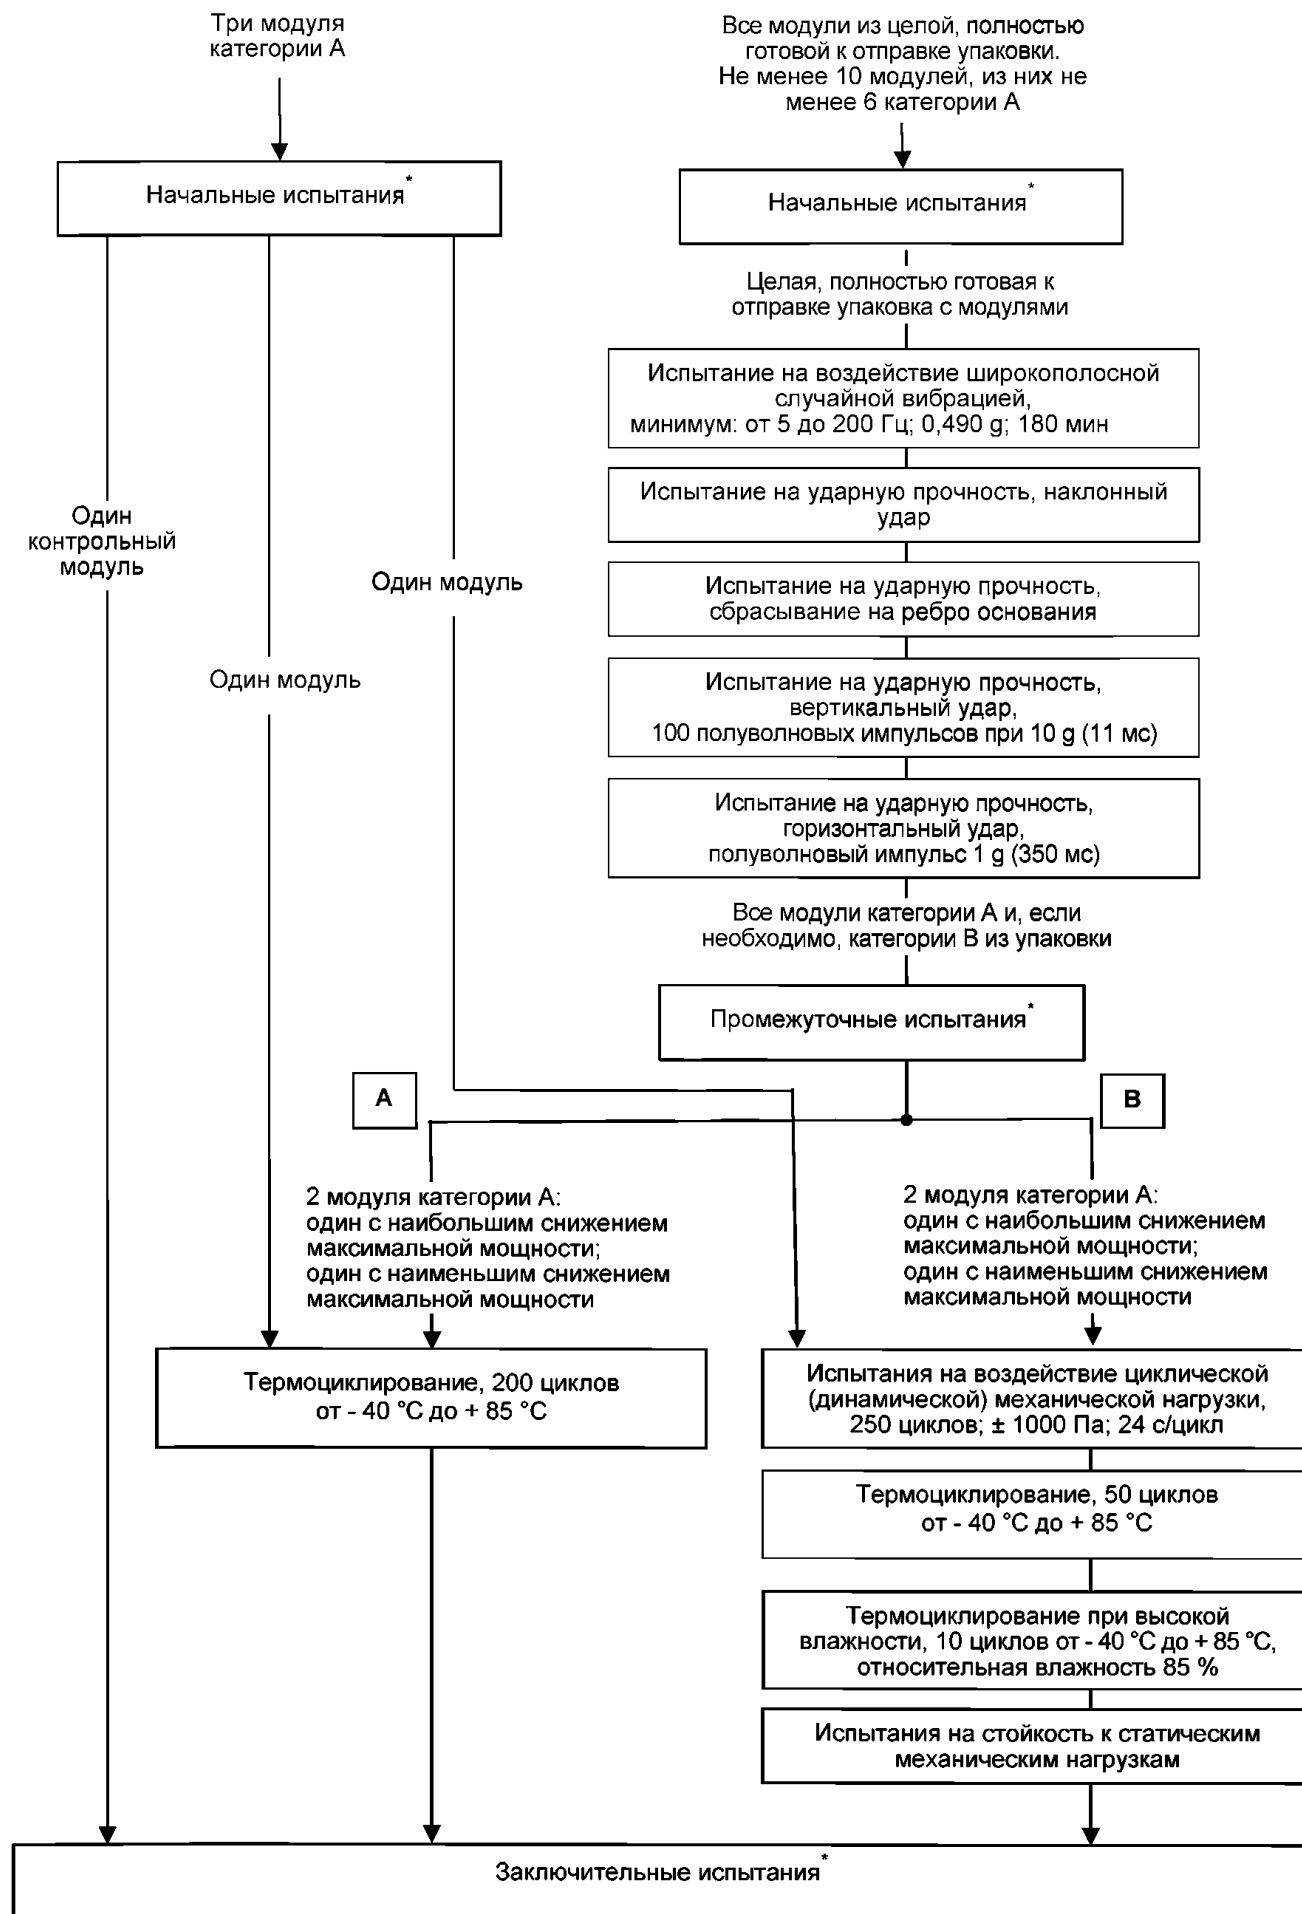 Три модуля
категории А
Все модули из целой, полностью
готовой к отправке упаковки.
Не менее 10 модулей, из них не
менее 6 категории А
Начальные испытания*
Начальные испытания*
Целая, полностью готовая к
отправке упаковка с модулями
Испытание на воздействие широкополосной
случайной вибрацией,
минимум: от 5 до 200 Гц; 0,490 g; 180 мин
Испытание на ударную прочность, наклонный
удар
Один
контрольный
модуль
Один модуль
Испытание на ударную прочность,
сбрасывание на ребро основания
Один модуль
Испытание на ударную прочность,
вертикальный удар,
100 полуволновых импульсов при 10 g (11 мс)
Испытание на ударную прочность,
горизонтальный удар,
полуволновый импульс 1 g (350 мс)
Все модули категории А и, если
необходимо, категории В из упаковки
Промежуточные испытания*
А
В
2 модуля категории А:
один с наибольшим снижением
максимальной мощности;
один с наименьшим снижением
максимальной мощности
2 модуля категории А:
один с наибольшим снижением
максимальной мощности;
один с наименьшим снижением
максимальной мощности
Термоциклирование, 200 циклов
от - 40 °С до + 85 °С
Испытания на воздействие циклической
(динамической) механической нагрузки,
250 циклов; ± 1000 Па; 24 с/цикл
Термоциклирование, 50 циклов
от - 40 °С до + 85 °С
Термоциклирование при высокой
влажности, 10 циклов от - 40 °С до + 85 °С,
относительная влажность 85 %
Испытания на стойкость к статическим
механическим нагрузкам
Заключительные испытания*